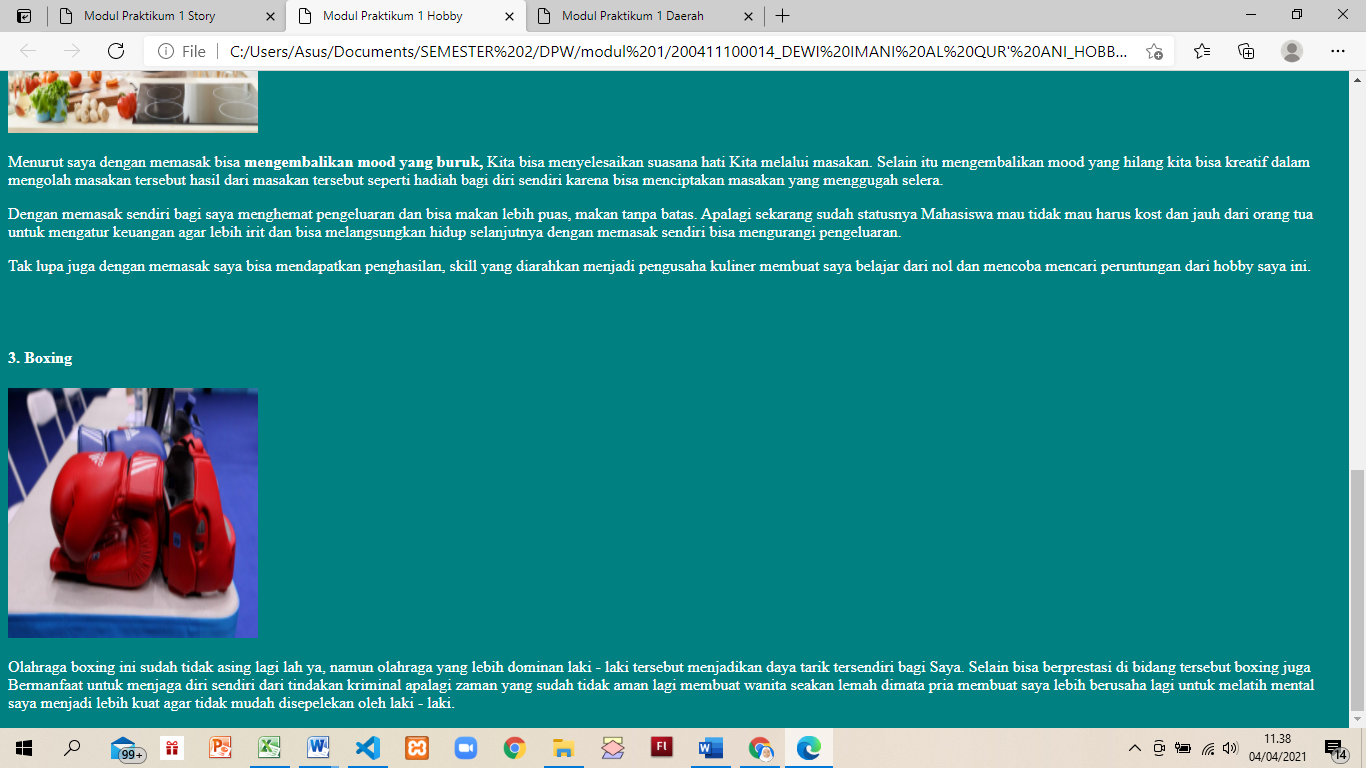 Modul Praktikum 1 Story
Modul Praktikum 1 Hobby
Modul Praktikum 1 Daerah
File
C:/Users/Asus/Documents/SEMESTER%202/DPW/modul%201/200411100014_DEWI%20IMANI%20AL%20QUR'%20ANI_HOBB...
Menurut saya dengan memasak bisa mengembalikan mood yang buruk, Kita bisa menyelesaikan suasana hati Kita melalui masakan. Selain itu mengembalikan mood yang hilang kita bisa kreatif dalam
mengolah masakan tersebut hasil dari masakan tersebut seperti hadiah bagi diri sendiri karena bisa menciptakan masakan yang menggugah selera.
Dengan memasak sendiri bagi saya menghemat pengeluaran dan bisa makan lebih puas, makan tanpa batas. Apalagi sekarang sudah statusnya Mahasiswa mau tidak mau harus kost dan jauh dari orang tua
untuk mengatur keuangan agar lebih irit dan bisa melangsungkan hidup selanjutnya dengan memasak sendiri bisa mengurangi pengeluaran.
Tak lupa juga dengan memasak saya bisa mendapatkan penghasilan, skill yang diarahkan menjadi pengusaha kuliner membuat saya belajar dari nol dan mencoba mencari peruntungan dari hobby saya ini.
3. Boxing
Olahraga boxing ini sudah tidak asing lagi lah ya, namun olahraga yang lebih dominan laki - laki tersebut menjadikan daya tarik tersendiri bagi Saya. Selain bisa berprestasi di bidang tersebut boxing juga
Bermanfaat untuk menjaga diri sendiri dari tindakan kriminal apalagi zaman yang sudah tidak aman lagi membuat wanita seakan lemah dimata pria membuat saya lebih berusaha lagi untuk melatih mental
saya menjadi lebih kuat agar tidak mudah disepelekan oleh laki - laki.
99+
Fl
11.38
04/04/2021
14